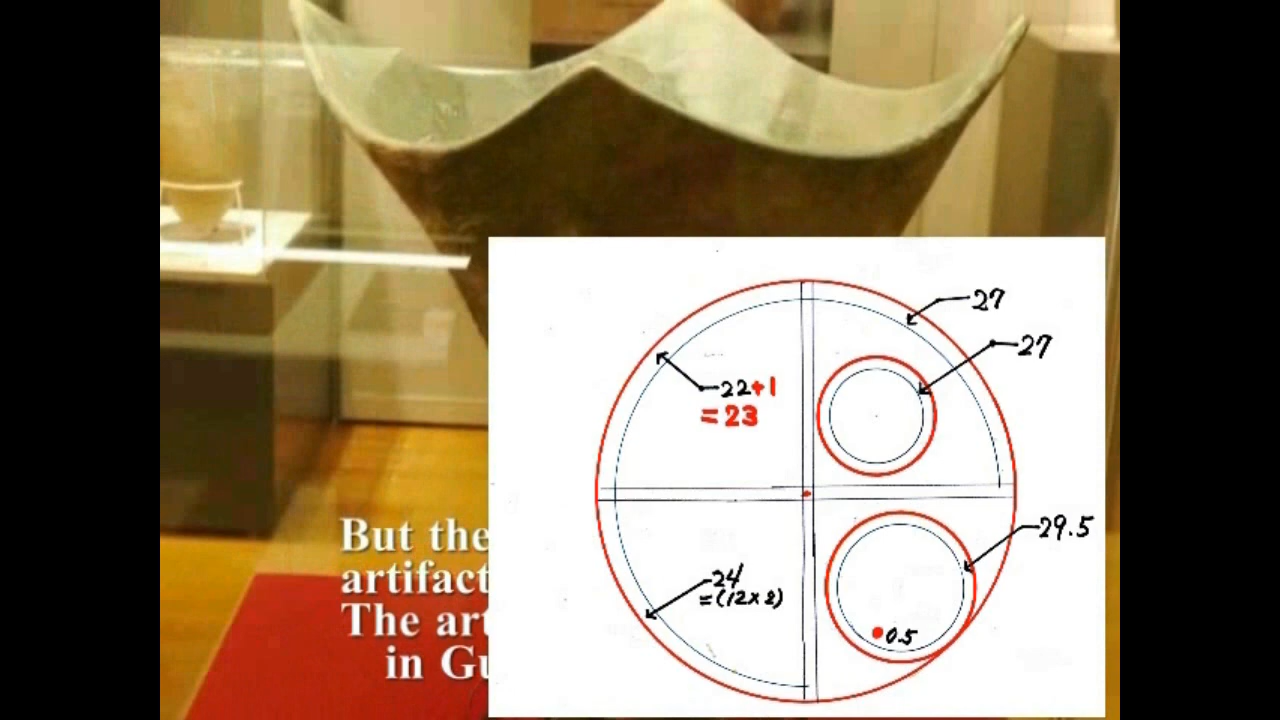 27
27
22+1
=23
29.5
24
=(12×2)
0.5
But the
artifact
The art
in Gu